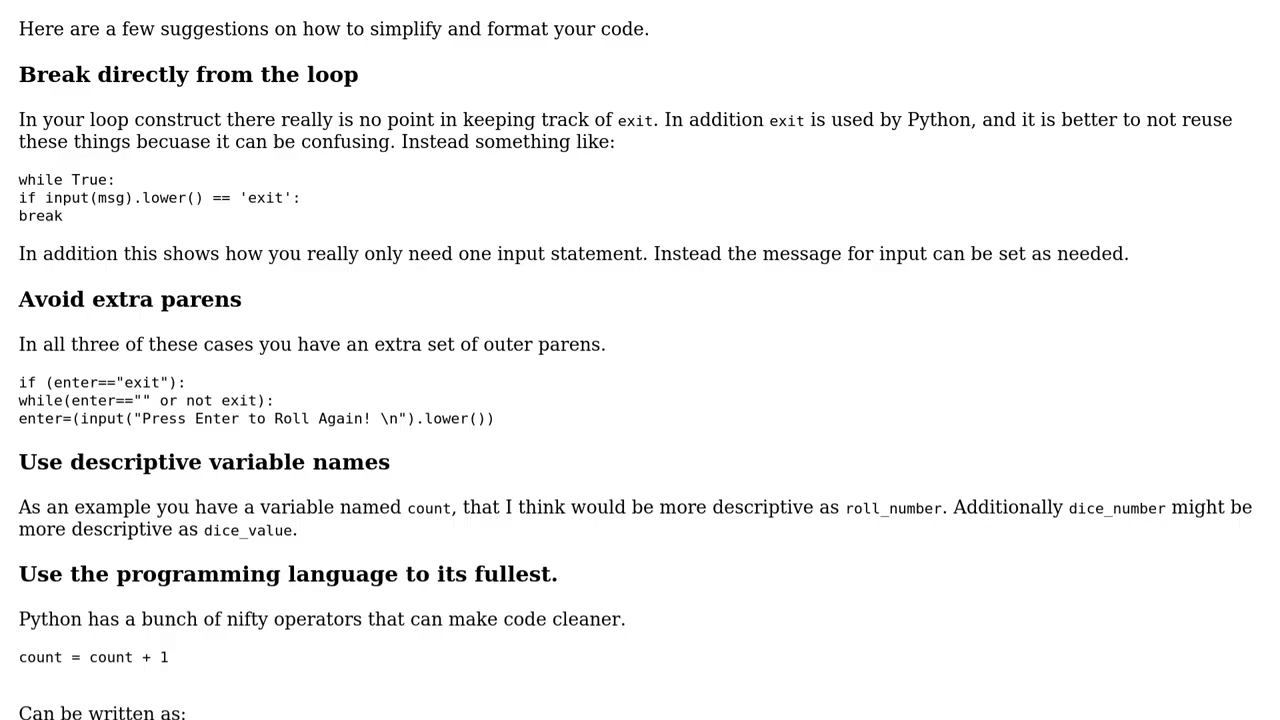 Here are a few suggestions on how to simplify and format your code.
Break directly from the loop
In your loop construct there really is no point in keeping track of exit. In addition exit is used by Python, and it is better to not reuse
these things becuase it can be confusing. Instead something like:
while True:
if input(msg).lower() == 'exit':
break
In addition this shows how you really only need one input statement. Instead the message for input can be set as needed.
Avoid extra parens
In all three of these cases you have an extra set of outer parens.
if (enter=="exit"):
while(enter=="" or not exit):
enter=(input("Press Enter to Roll Again! \n").lower())
Use descriptive variable names
As an example you have a variable named count, that I think would be more descriptive as roll_number. Additionally dice_number might be
more descriptive as dice_value.
Use the programming language to its fullest.
Python has a bunch of nifty operators that can make code cleaner.
count = count + 1
Can be written as: